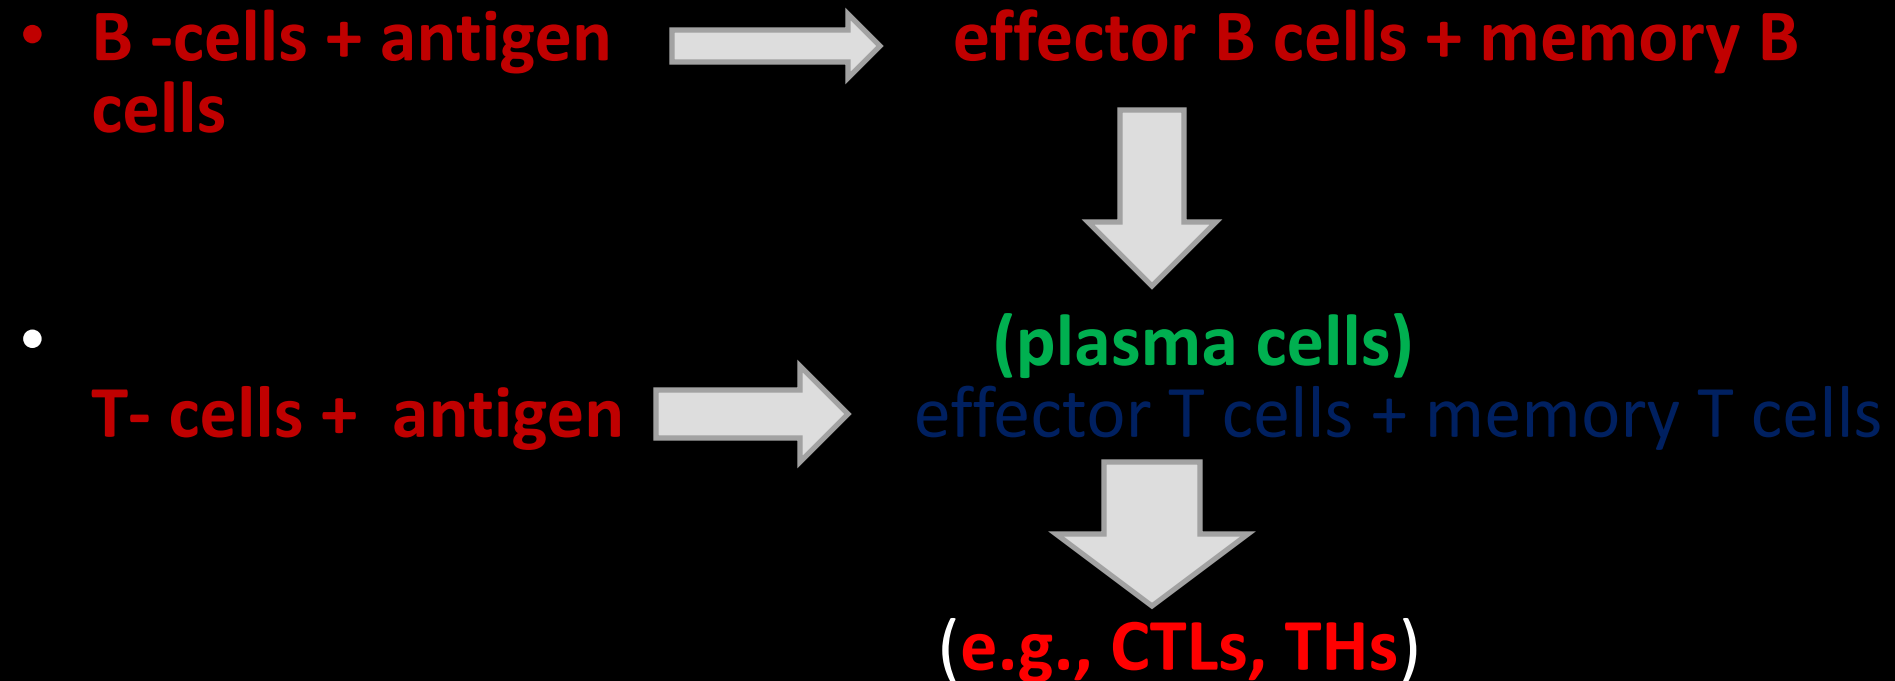 • B -cells + antigen effector B cells + memory B
cells
•
(plasma cells)
T- cells + antigen effector T cells + memory T cells
(e.g., CTLs, THs)